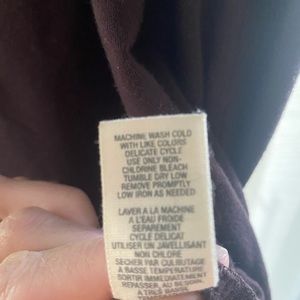 MACHINE WASH COLD
WITH LIKE COLORS
DELICATE CYCLE
USE ONLY NON-
CHLORINE BLEACH
TUMBLE DRY LOW
REMOVE PROMPTLY
LOW IRON AS NEEDED
LAVER A LA MACHINE
A L'EAU FROIDE
SEPAREMENT
CYCLE DELICAT
UTILISER UN JAVELLISANT
NON CHLORE
SECHER PAR CULBUTAGE
A BASSE TEMPERATURE
SORTIR IMMEDIATEMENT
REPASSER, AU BESOIN,
A TRES BASSE